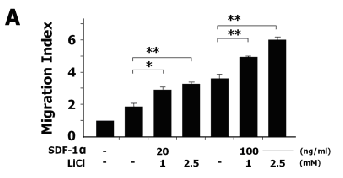 A
Migration Index
6
4
2
0
**
*
**
**
SDF-1α - - 20 - 100 (ng/ml)
LiCl - - 1 2.5 - 1 2.5 (mM)